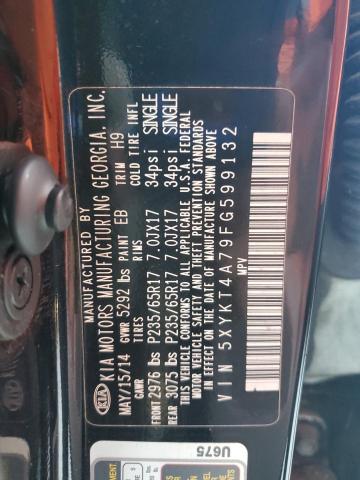 KIA
MANUFACTURED BY
KIA MOTORS MANUFACTURING GEORGIA, INC.
MAY/15/14 GVWR 5292 lbs PAINT EB TRIM H9
GAWR TIRES RIMS COLD TIRE INFL
FRONT 2976 lbs P235/65R17 7.0JX17 34psi SINGLE
REAR 3075 lbs P235/65R17 7.0JX17 34psi SINGLE
THIS VEHICLE CONFORMS TO ALL APPLICABLE U.S.A. FEDERAL
MOTOR VEHICLE SAFETY AND THEFT PREVENTION STANDARDS
IN EFFECT ON THE DATE OF MANUFACTURE SHOWN ABOVE.
VIN 5XYKT4A79FG599132
MPV
U675